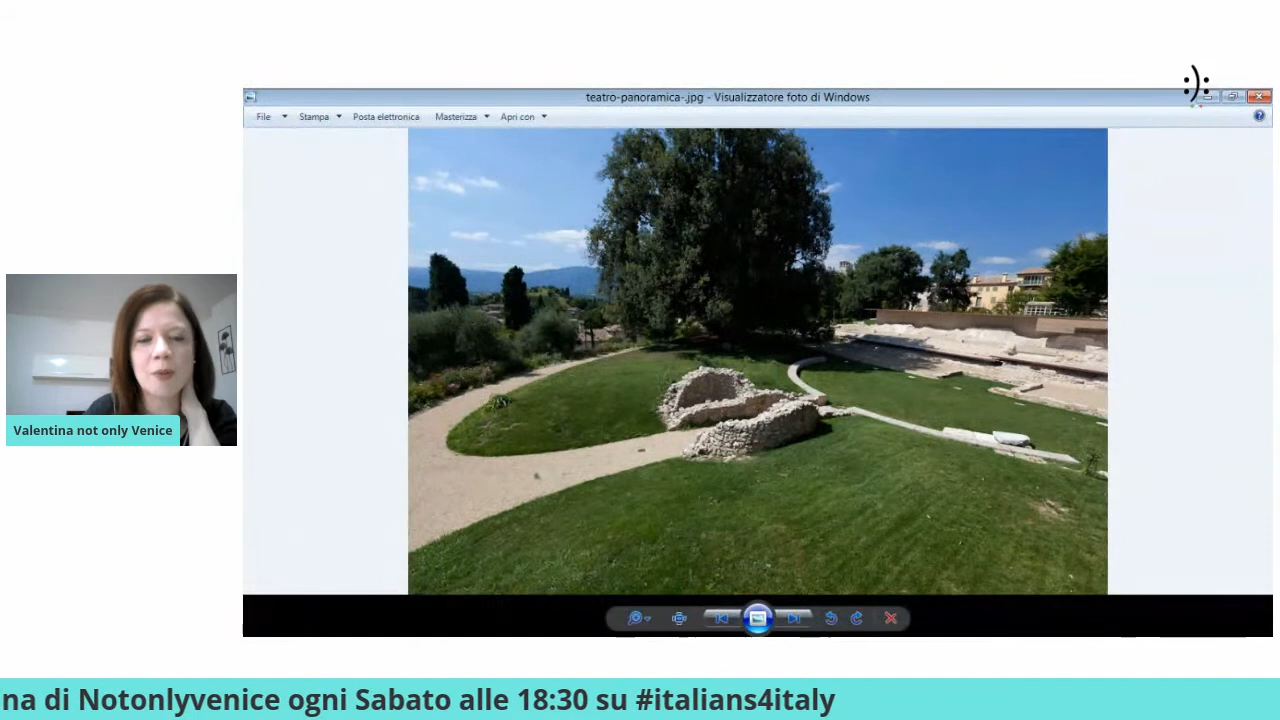 teatro-panoramica-.jpg - Visualizzatore foto di Windows
File Stampa Posta elettronica Masterizza Apri con
Valentina not only Venice
na di Notonlyvenice ogni Sabato alle 18:30 su #italians4italy